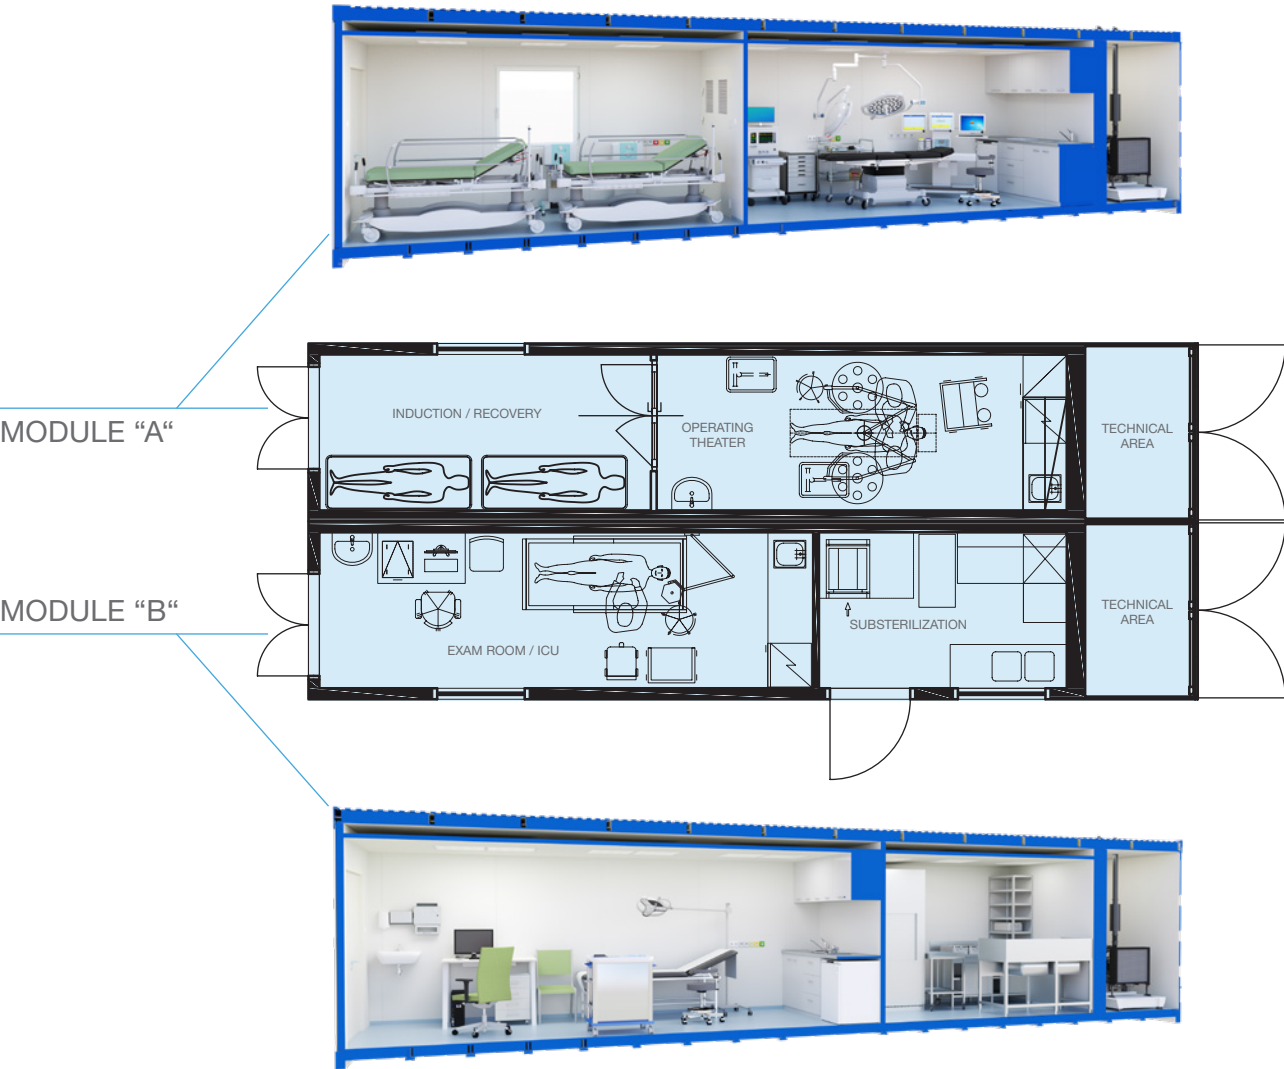 INDUCTION / RECOVERY
OPERATING
THEATER
TECHNICAL
AREA
MODULE “A“
MODULE “B“
TECHNICAL
AREA
SUBSTERILIZATION
EXAM ROOM / ICU